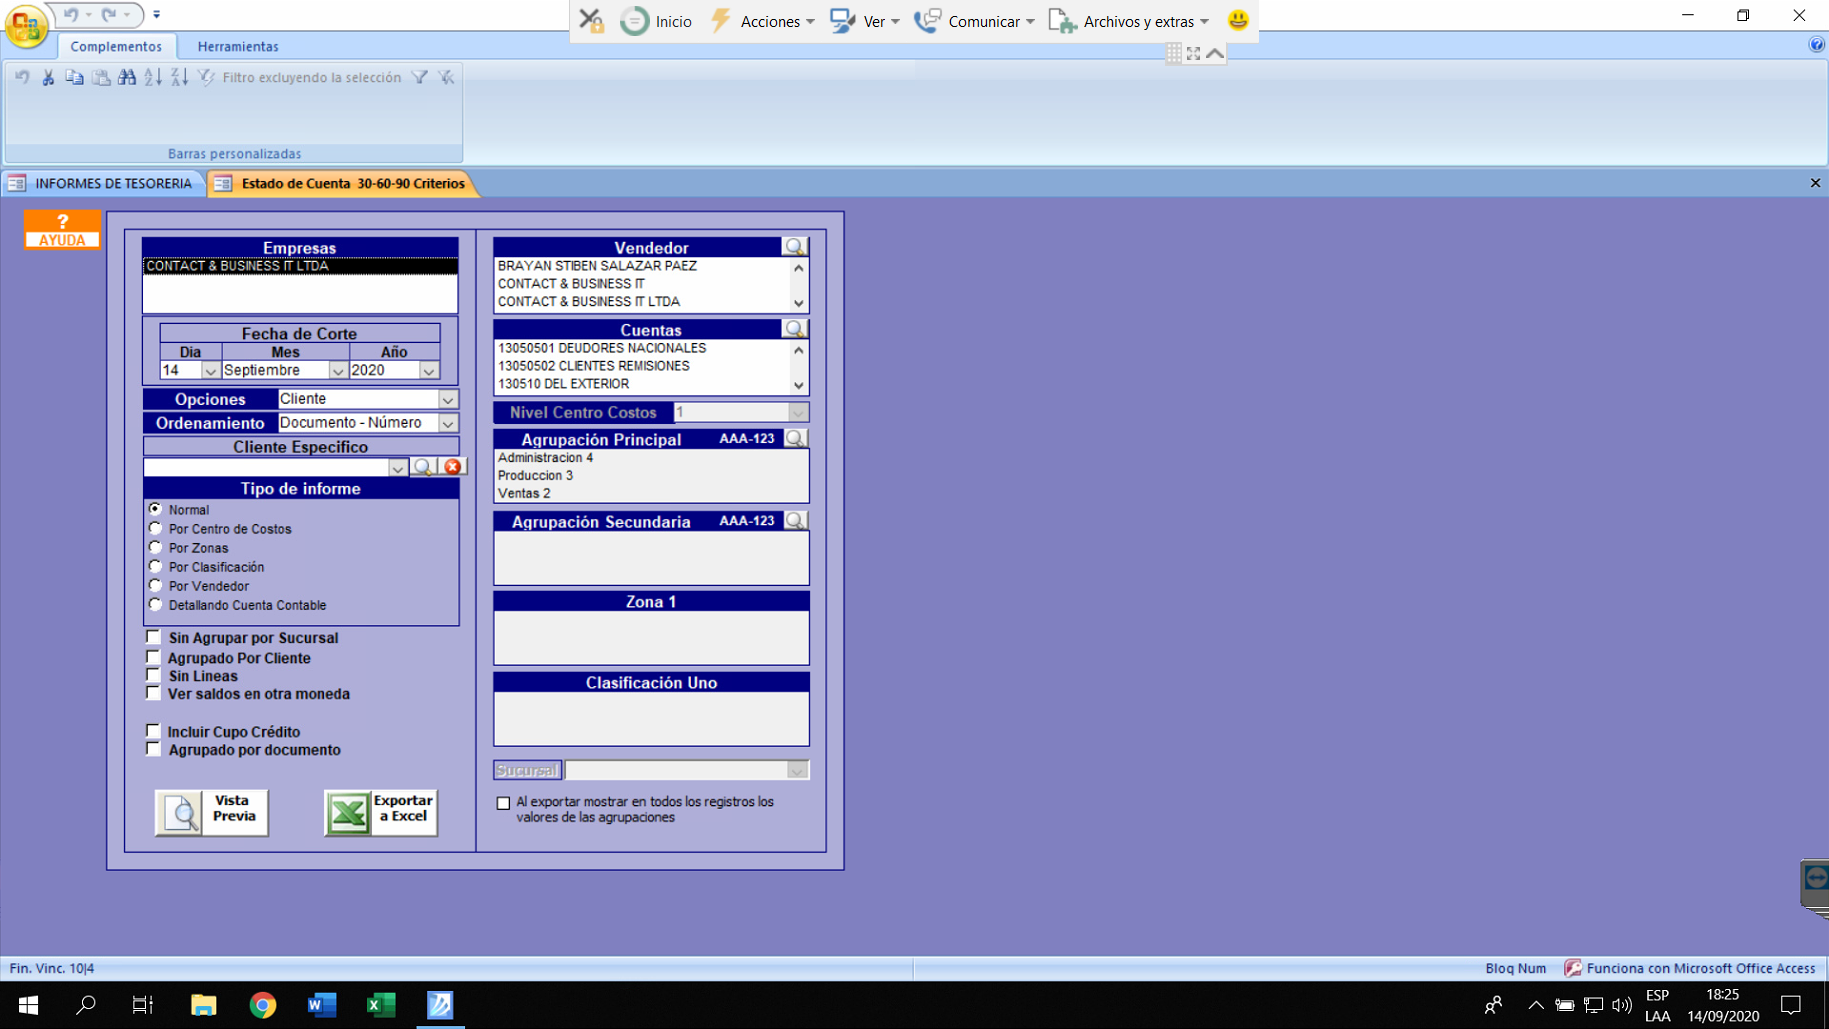 Inicio
Acciones
Ver
Comunicar
Archivos y extras
Complementos
Herramientas
Filtro excluyendo la selección
Barras personalizadas
INFORMES DE TESORERIA
Estado de Cuenta 30-60-90 Criterios
?
AYUDA
Empresas
CONTACT & BUSINESS IT LTDA
Fecha de Corte
Dia Mes Año
14 Septiembre 2020
Opciones Cliente
Ordenamiento Documento - Número
Cliente Especifico
Tipo de informe
Normal
Por Centro de Costos
Por Zonas
Por Clasificación
Por Vendedor
Detallando Cuenta Contable
Sin Agrupar por Sucursal
Agrupado Por Cliente
Sin Lineas
Ver saldos en otra moneda
Incluir Cupo Crédito
Agrupado por documento
Vista
Previa
Exportar
a Excel
Vendedor
BRAYAN STIBEN SALAZAR PAEZ
CONTACT & BUSINESS IT
CONTACT & BUSINESS IT LTDA
Cuentas
13050501 DEUDORES NACIONALES
13050502 CLIENTES REMISIONES
130510 DEL EXTERIOR
Nivel Centro Costos 1
Agrupación Principal AAA-123
Administracion 4
Produccion 3
Ventas 2
Agrupación Secundaria AAA-123
Zona 1
Clasificación Uno
Sucursal
Al exportar mostrar en todos los registros los
valores de las agrupaciones
Fin. Vinc. 10|4
Bloq Num
Funciona con Microsoft Office Access
ESP
LAA
18:25
14/09/2020